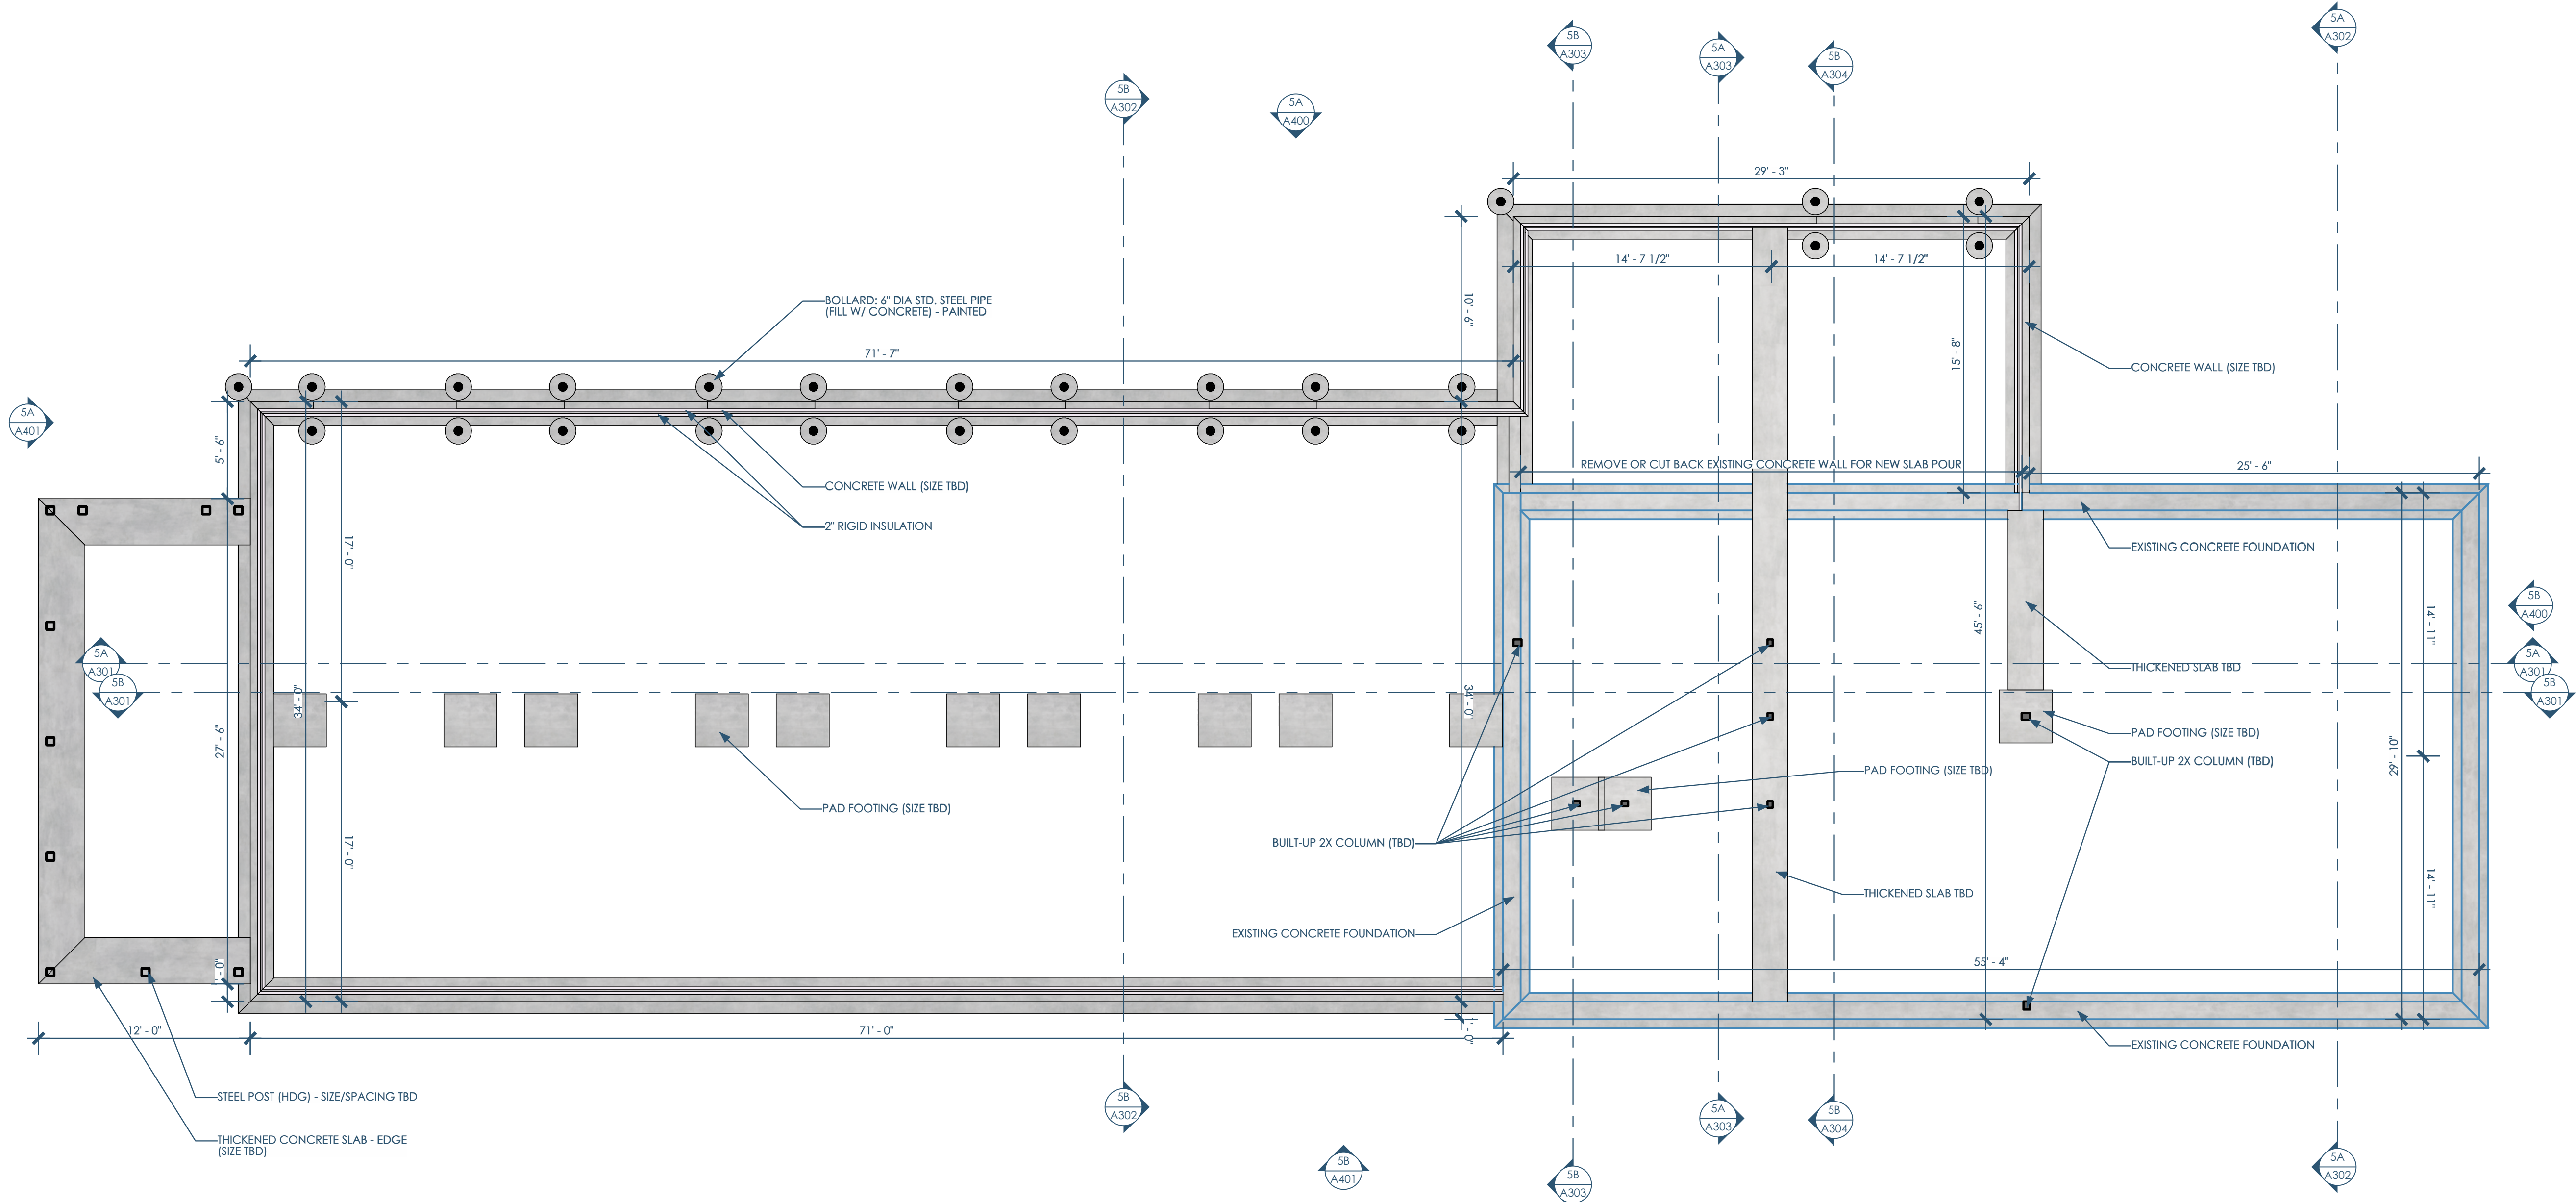 5A
A302
5B
A303
5A
A303
5B
A304
5B
A302
5A
A400
29' - 3"
14' - 7 1/2"
14' - 7 1/2"
BOLLARD: 6" DIA STD. STEEL PIPE
(FILL W/ CONCRETE) - PAINTED
10' - 6"
15' - 8"
71' - 7"
CONCRETE WALL (SIZE TBD)
5A
A401
5' - 6"
REMOVE OR CUT BACK EXISTING CONCRETE WALL FOR NEW SLAB POUR
25' - 6"
CONCRETE WALL (SIZE TBD)
2" RIGID INSULATION
17' - 0"
EXISTING CONCRETE FOUNDATION
5B
A400
14' - 11"
45' - 6"
5A
A301
5B
A301
THICKENED SLAB TBD
5A
A301
5B
A301
34' - 0"
34' - 0"
27' - 6"
PAD FOOTING (SIZE TBD)
29' - 10"
BUILT-UP 2X COLUMN (TBD)
PAD FOOTING (SIZE TBD)
PAD FOOTING (SIZE TBD)
BUILT-UP 2X COLUMN (TBD)
17' - 0"
THICKENED SLAB TBD
14' - 11"
EXISTING CONCRETE FOUNDATION
55' - 4"
12' - 0"
71' - 0"
EXISTING CONCRETE FOUNDATION
STEEL POST (HDG) - SIZE/SPACING TBD
THICKENED CONCRETE SLAB - EDGE
(SIZE TBD)
5B
A302
5A
A303
5B
A304
5B
A401
5B
A303
5A
A302